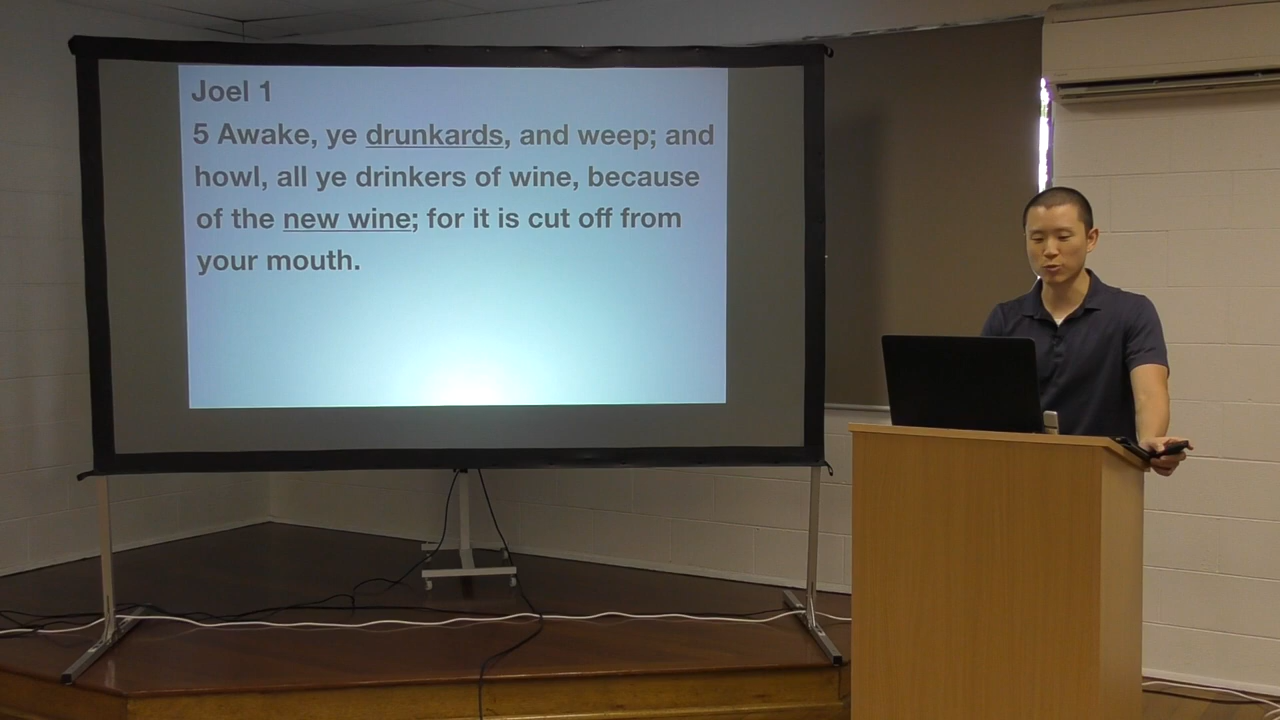 Joel 1
5 Awake, ye drunkards, and weep; and
howl, all ye drinkers of wine, because
of the new wine; for it is cut off from
your mouth.